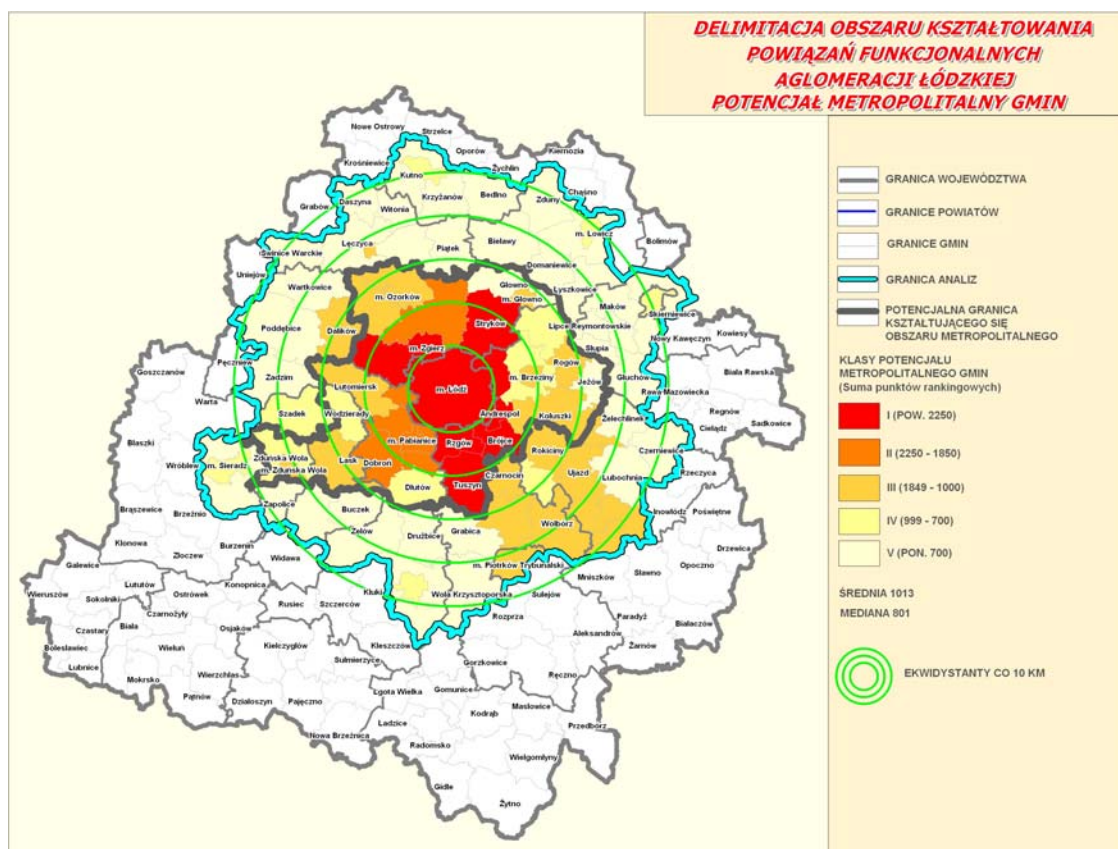 DELIMITACJA OBSZARU KSZTAŁTOWANIA
POWIĄZAŃ FUNKCJONALNYCH
AGLOMERACJI ŁÓDZKIEJ
POTENCJAŁ METROPOLITALNY GMIN
GRANICA WOJEWÓDZTWA
GRANICE POWIATÓW
GRANICE GMIN
GRANICA ANALIZ
POTENCJALNA GRANICA
KSZTAŁTUJĄCEGO SIĘ
OBSZARU METROPOLITALNEGO
KLASY POTENCJAŁU
METROPOLITALNEGO GMIN
(Suma punktów rankingowych)
I (POW. 2250)
II (2250 - 1850)
III (1849 - 1000)
IV (999 - 700)
V (PON. 700)
ŚREDNIA 1013
MEDIANA 801
EKWIDYSTANTY CO 10 KM
Nowe Ostrowy
Strzelce
Oporów
Kiernozia
Krośniewice
Żychlin
Kutno
Chąśno
Grabów
Daszyna
Krzyżanów
Bedlno
Zduny
Witonia
m. Łowicz
Łęczyca
Bolimów
Świnice Warckie
Piątek
Bielawy
Uniejów
Domaniewice
Wartkowice
Głowno
Łyszkowice
m. Ozorków
m. Głowno
Maków
Skierniewice
Poddębice
Dalików
Stryków
Lipce Reymontowskie
Kowiesy
Słupia
Nowy Kawęczyn
m. Zgierz
Pęczniew
Rogów
Goszczanów
Biała Rawska
Zadzim
Lutomiersk
m. Łódź
m. Brzeziny
Jeżów
Głuchów
Rawa Mazowiecka
Warta
Szadek
Wodzierady
Andrespol
Koluszki
Regnów
Żelechlinek
Cielądz
Sadkowice
Błaszki
m. Pabianice
Rzgów
Brójce
Zduńska Wola
Łask
Dobroń
Rokiciny
Czerniewice
Wróblew
m. Sieradz
m. Zduńska Wola
Czarnocin
Ujazd
Rzeczyca
Dłutów
Tuszyn
Lubochnia
Zapolice
Buczek
Inowłódz
Poświętne
Brąszewice
Brzeźnio
Zelów
Drużbice
Grabica
Wolbórz
Klonowa
Burzenin
Drzewica
Złoczew
Widawa
m. Piotrków Trybunalski
Opoczno
Galewice
Sławno
Lututów
Konopnica
Mniszków
Wieruszów
Sokolniki
Ostrówek
Rusiec
Szczerców
Kluki
Wola Krzysztoporska
Sulejów
Czarnożyły
Rozprza
Paradyż
Czastary
Biała
Osjaków
Białaczów
Aleksandrów
Bolesławiec
Wieluń
Kiełczygłów
Kleszczów
Żarnów
Łubnice
Sulmierzyce
Gorzkowice
Mokrsko
Wierzchlas
Ręczno
Pątnów
Działoszyn
Pajęczno
Lgota Wielka
Gomunice
Masłowice
Kodrąb
Ładzice
Przedbórz
Nowa Brzeźnica
Radomsko
Wielgomłyny
Gidle
Żytno